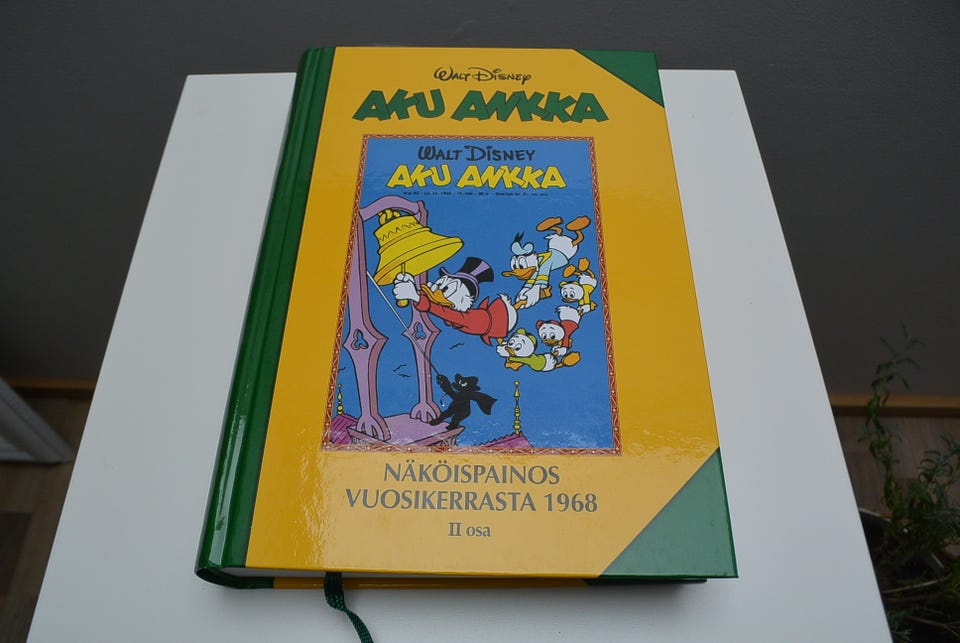 WALT DISNEY
AKU ANKKA
WALT DISNEY
AKU ANKKA
NÄKÖISPAINOS
VUOSIKERRASTA 1968
II osa